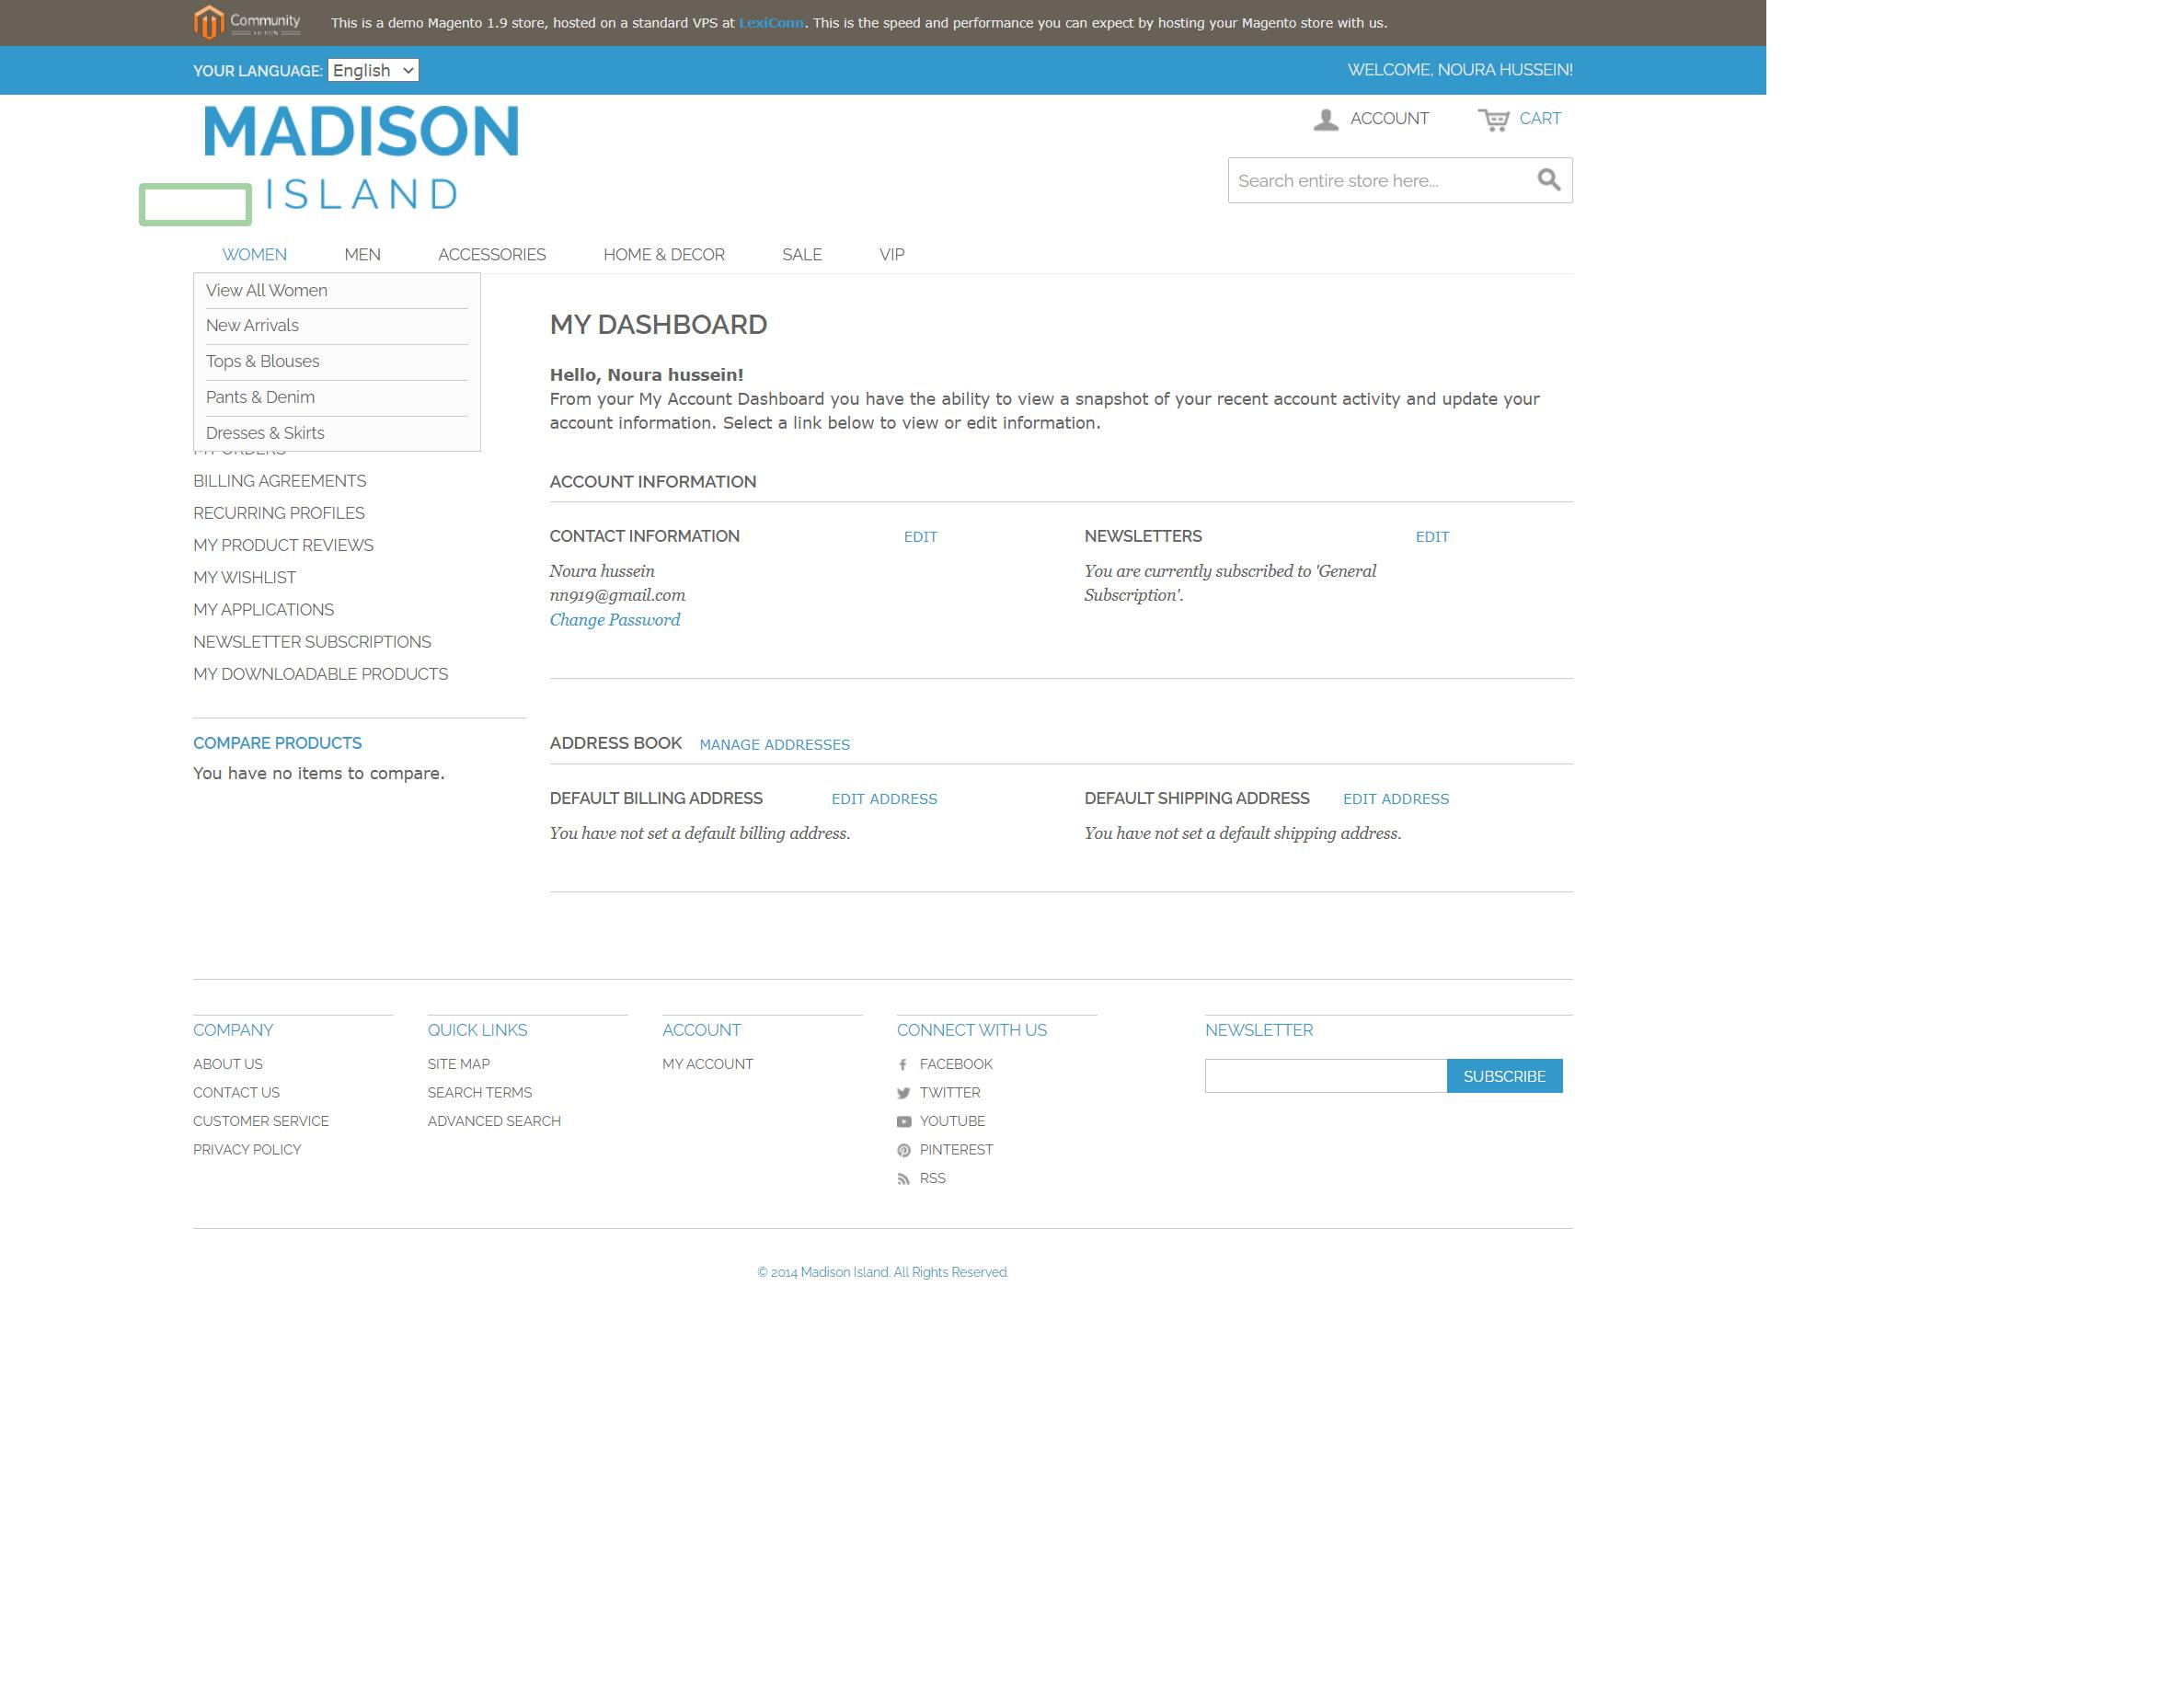 Community
This is a demo Magento 1.9 store, hosted on a standard VPS at LexiConn. This is the speed and performance you can expect by hosting your Magento store with us.
YOUR LANGUAGE: English
WELCOME, NOURA HUSSEIN!
MADISON
ISLAND
ACCOUNT
CART
Search entire store here...
WOMEN
MEN
ACCESSORIES
HOME & DECOR
SALE
VIP
View All Women
New Arrivals
Tops & Blouses
Pants & Denim
Dresses & Skirts
BILLING AGREEMENTS
RECURRING PROFILES
MY PRODUCT REVIEWS
MY WISHLIST
MY APPLICATIONS
NEWSLETTER SUBSCRIPTIONS
MY DOWNLOADABLE PRODUCTS
COMPARE PRODUCTS
You have no items to compare.
MY DASHBOARD
Hello, Noura hussein!
From your My Account Dashboard you have the ability to view a snapshot of your recent account activity and update your
account information. Select a link below to view or edit information.
ACCOUNT INFORMATION
CONTACT INFORMATION
EDIT
Noura hussein
nn919@gmail.com
Change Password
NEWSLETTERS
EDIT
You are currently subscribed to 'General
Subscription'.
ADDRESS BOOK
MANAGE ADDRESSES
DEFAULT BILLING ADDRESS
EDIT ADDRESS
You have not set a default billing address.
DEFAULT SHIPPING ADDRESS
EDIT ADDRESS
You have not set a default shipping address.
COMPANY
ABOUT US
CONTACT US
CUSTOMER SERVICE
PRIVACY POLICY
QUICK LINKS
SITE MAP
SEARCH TERMS
ADVANCED SEARCH
ACCOUNT
MY ACCOUNT
CONNECT WITH US
FACEBOOK
TWITTER
YOUTUBE
PINTEREST
RSS
NEWSLETTER
SUBSCRIBE
© 2014 Madison Island. All Rights Reserved.